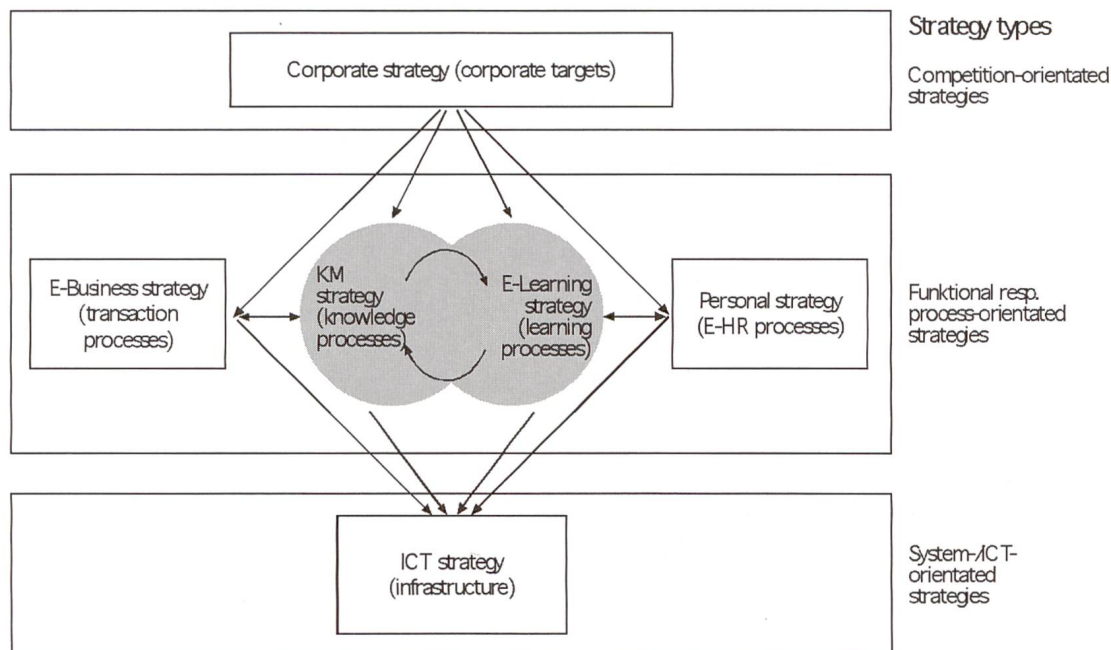 Strategy types
Corporate strategy (corporate targets)
Competition-orientated
strategies
E-Business strategy
(transaction
processes)
KM
strategy
(knowledge
processes)
E-Learning
strategy
(learning
processes)
Personal strategy
(E-HR processes)
Funktional resp.
process-orientated
strategies
ICT strategy
(infrastructure)
System-/ICT-
orientated
strategies